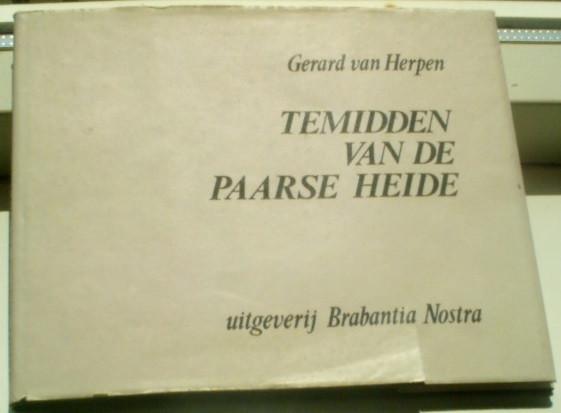 Gerard van Herpen
TEMIDDEN
VAN DE
PAARSE HEIDE
uitgeverij Brabantia Nostra